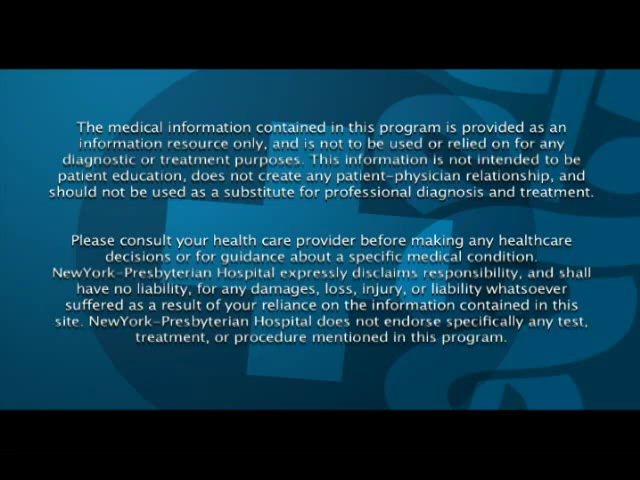 The medical information contained in this program is provided as an
information resource only, and is not to be used or relied on for any
diagnostic or treatment purposes. This information is not intended to be
patient education, does not create any patient-physician relationship, and
should not be used as a substitute for professional diagnosis and treatment.
Please consult your health care provider before making any healthcare
decisions or for guidance about a specific medical condition.
NewYork-Presbyterian Hospital expressly disclaims responsibility, and shall
have no liability, for any damages, loss, injury, or liability whatsoever
suffered as a result of your reliance on the information contained in this
site. NewYork-Presbyterian Hospital does not endorse specifically any test,
treatment, or procedure mentioned in this program.